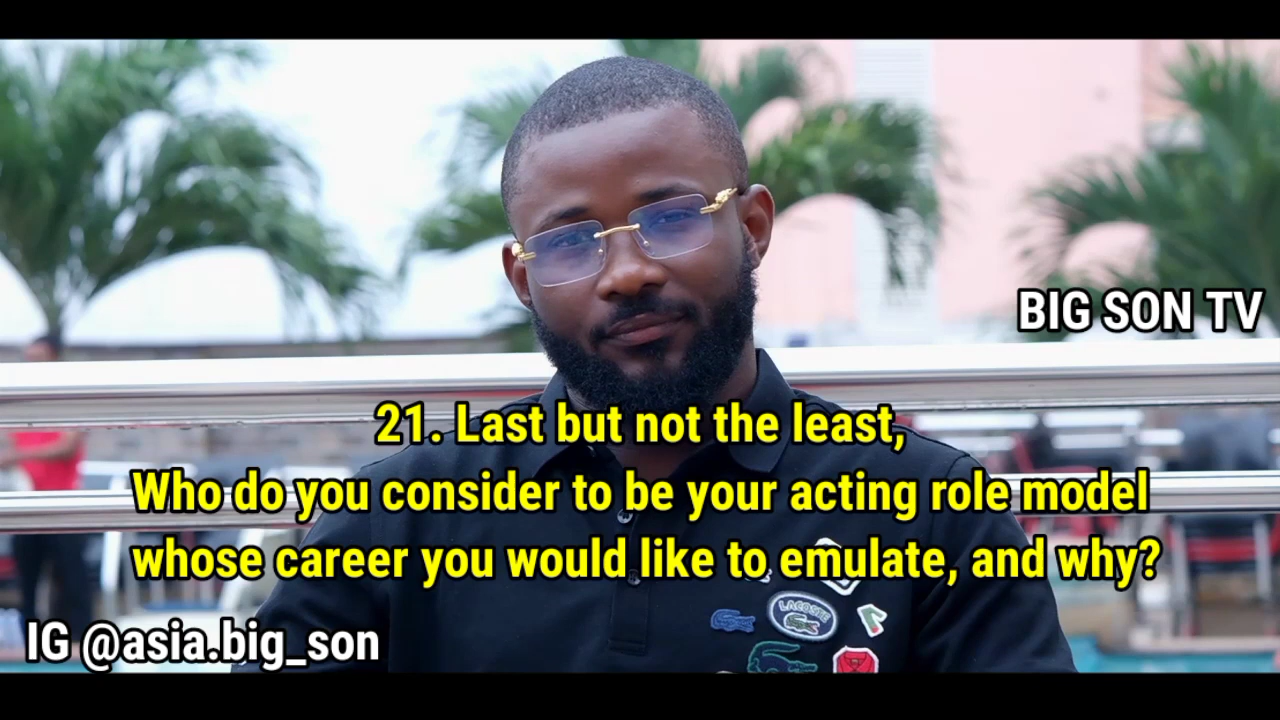 BIG SON TV
21. Last but not the least,
Who do you consider to be your acting role model
whose career you would like to emulate, and why?
LACOSTE
IG @asia.big_son